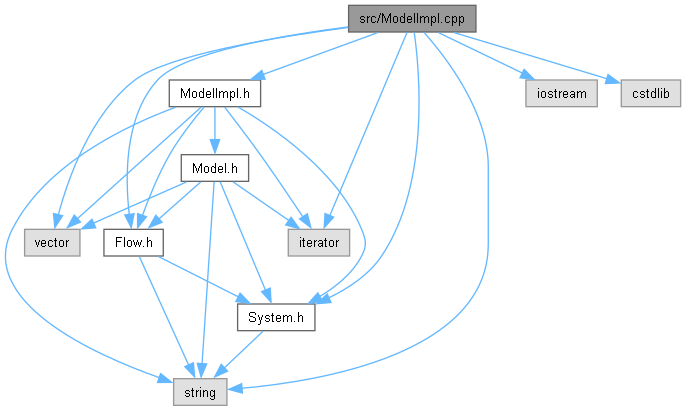 src/ModelImpl.cpp
ModelImpl.h
iostream
cstdlib
Model.h
vector
Flow.h
iterator
System.h
string